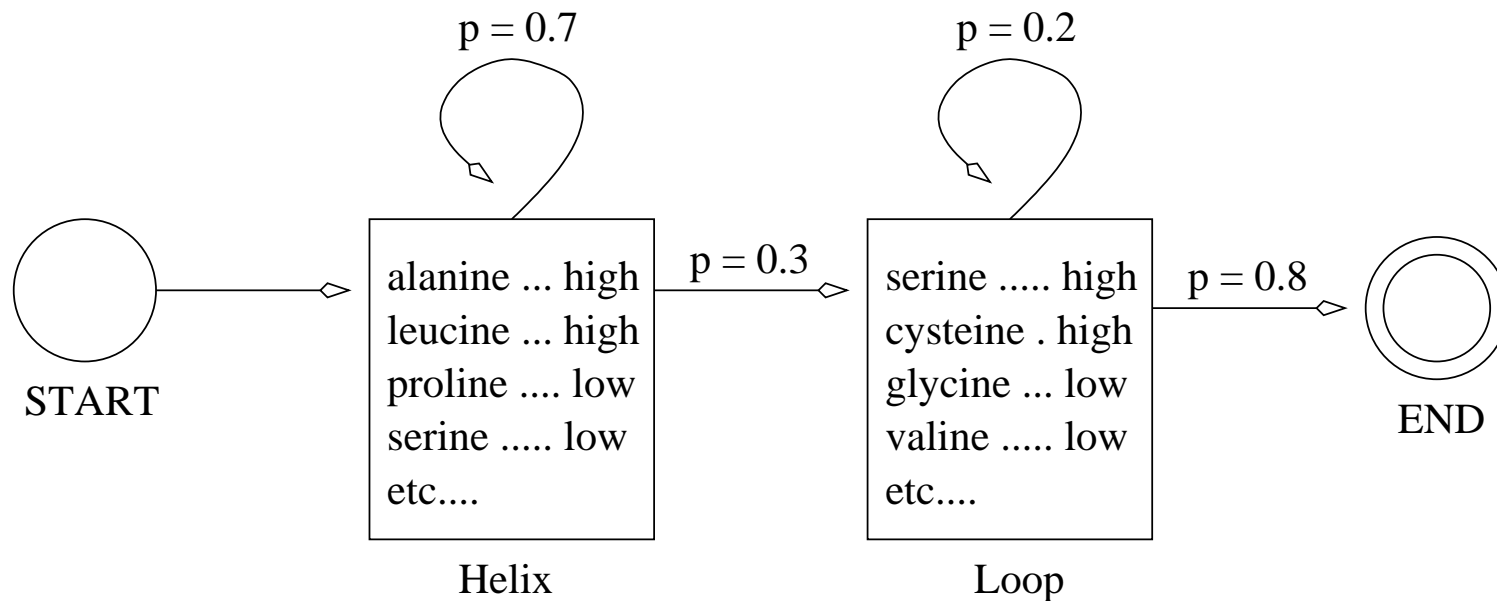 p = 0.7
p = 0.2
START
alanine ... high
leucine ... high
proline .... low
serine ..... low
etc....
Helix
p = 0.3
serine ..... high
cysteine . high
glycine ... low
valine ..... low
etc....
Loop
p = 0.8
END